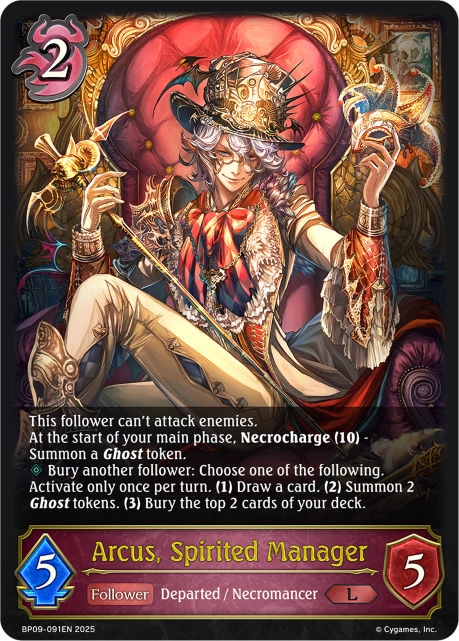 2
This follower can't attack enemies.
At the start of your main phase, Necrocharge (10) -
Summon a Ghost token.
Bury another follower: Choose one of the following.
Activate only once per turn. (1) Draw a card. (2) Summon 2
Ghost tokens. (3) Bury the top 2 cards of your deck.
Arcus, Spirited Manager
5
Follower Departed / Necromancer L
5
BP09-091EN 2025 © Cygames, Inc.